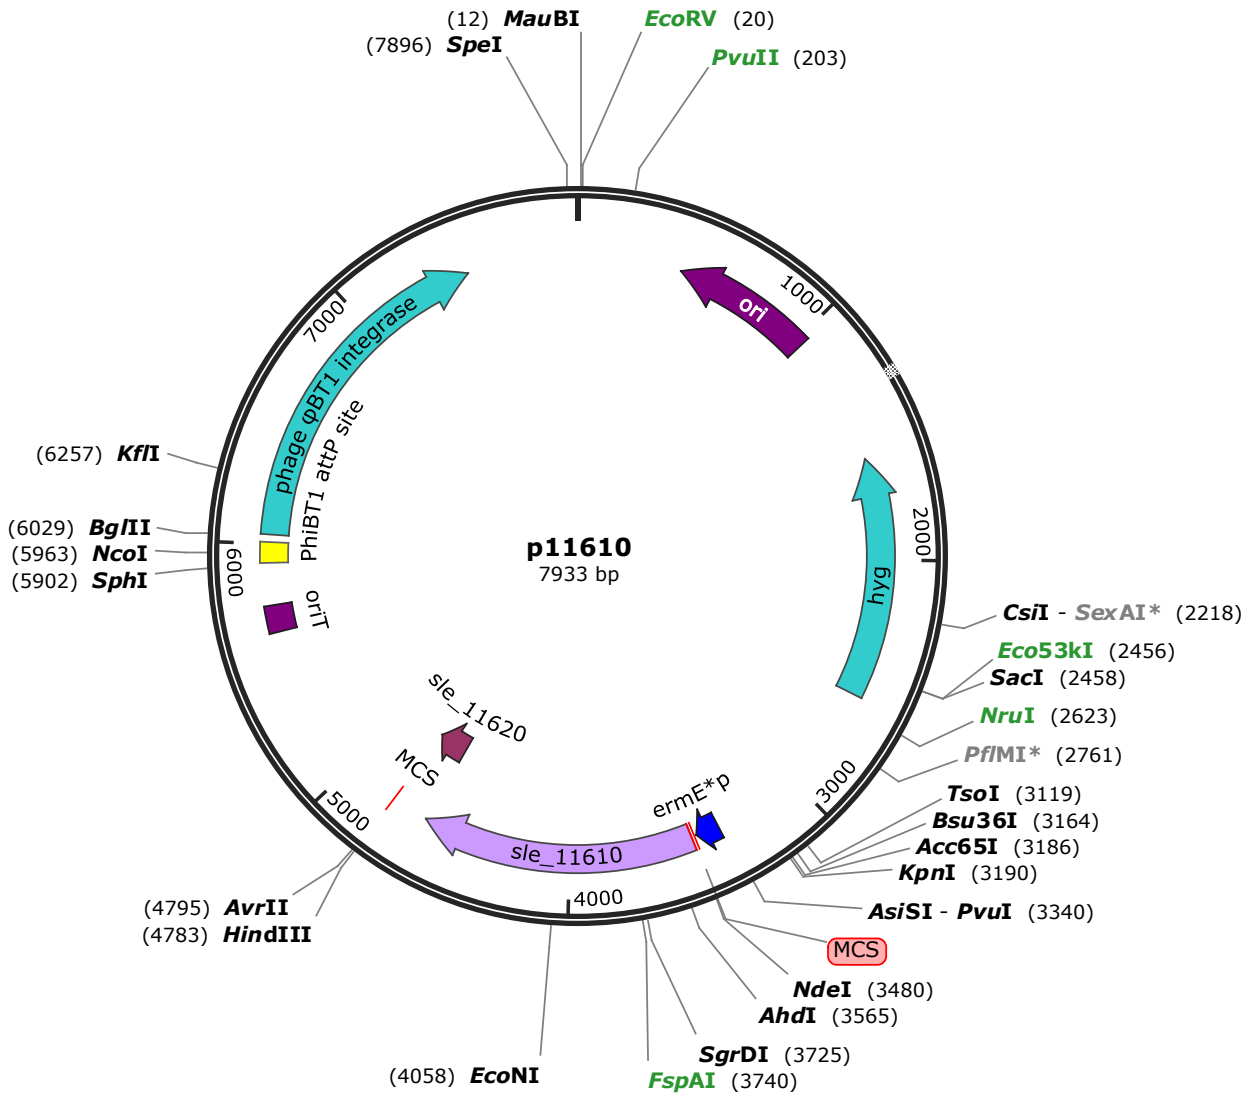 (12) MauBI
EcoRV (20)
(7896) SpeI
PvuII (203)
ori
1000
7000
phage φBT1 integrase
PhiBT1 attP site
(6257) KflI
2000
(6029) BglII
(5963) NcoI
(5902) SphI
6000
p11610
7933 bp
hyg
oriT
CsiI - SexAI* (2218)
Eco53kI (2456)
SacI (2458)
NruI (2623)
PflMI* (2761)
sle_11620
MCS
ermE*p
3000
5000
TsoI (3119)
Bsu36I (3164)
Acc65I (3186)
KpnI (3190)
sle_11610
4000
AsiSI - PvuI (3340)
(4795) AvrII
(4783) HindIII
MCS
NdeI (3480)
AhdI (3565)
SgrDI (3725)
(4058) EcoNI
FspAI (3740)